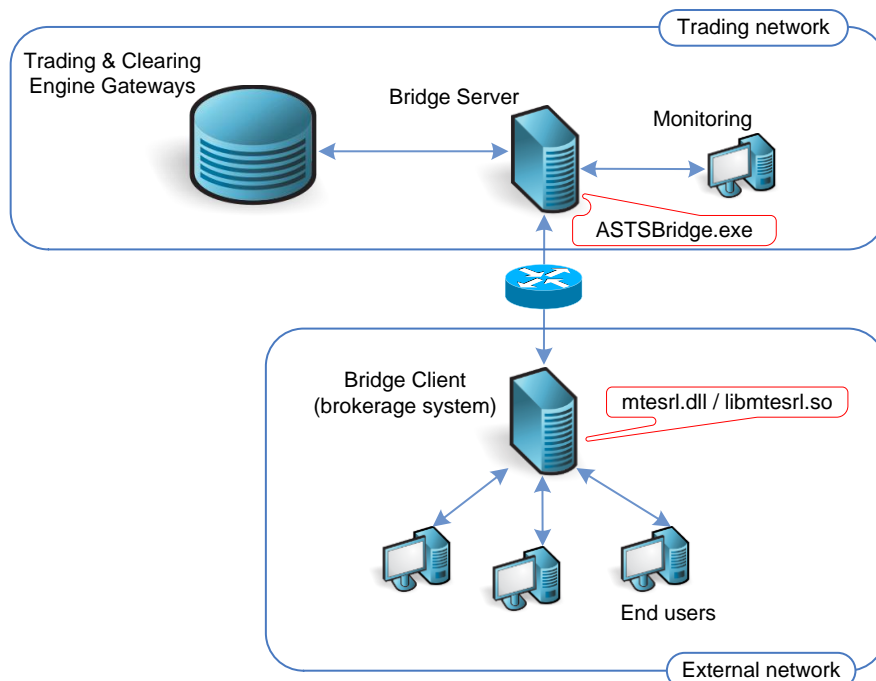 Trading network
Trading & Clearing
Engine Gateways
Bridge Server
Monitoring
ASTSBridge.exe
Bridge Client
(brokerage system)
mtesrl.dll / libmtesrl.so
End users
External network